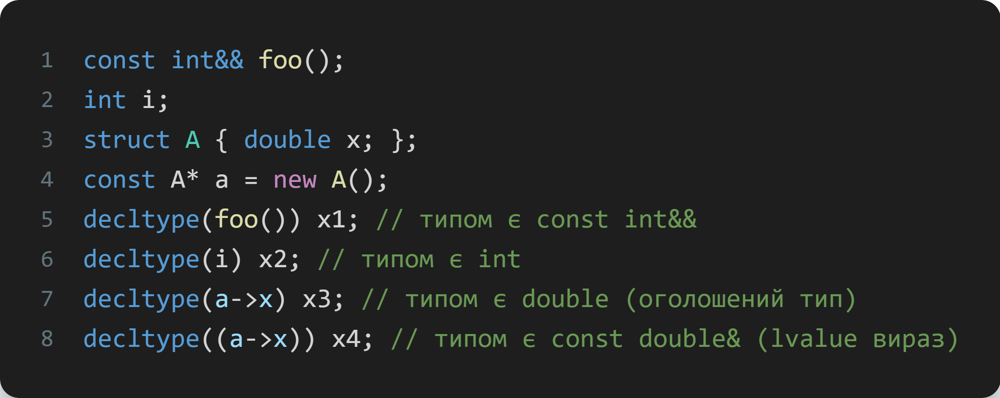 1 const int&& foo();
2 int i;
3 struct A { double x; };
4 const A* a = new A();
5 decltype(foo()) x1; // типом є const int&&
6 decltype(i) x2; // типом є int
7 decltype(a->x) x3; // типом є double (оголошений тип)
8 decltype((a->x)) x4; // типом є const double& (lvalue вираз)